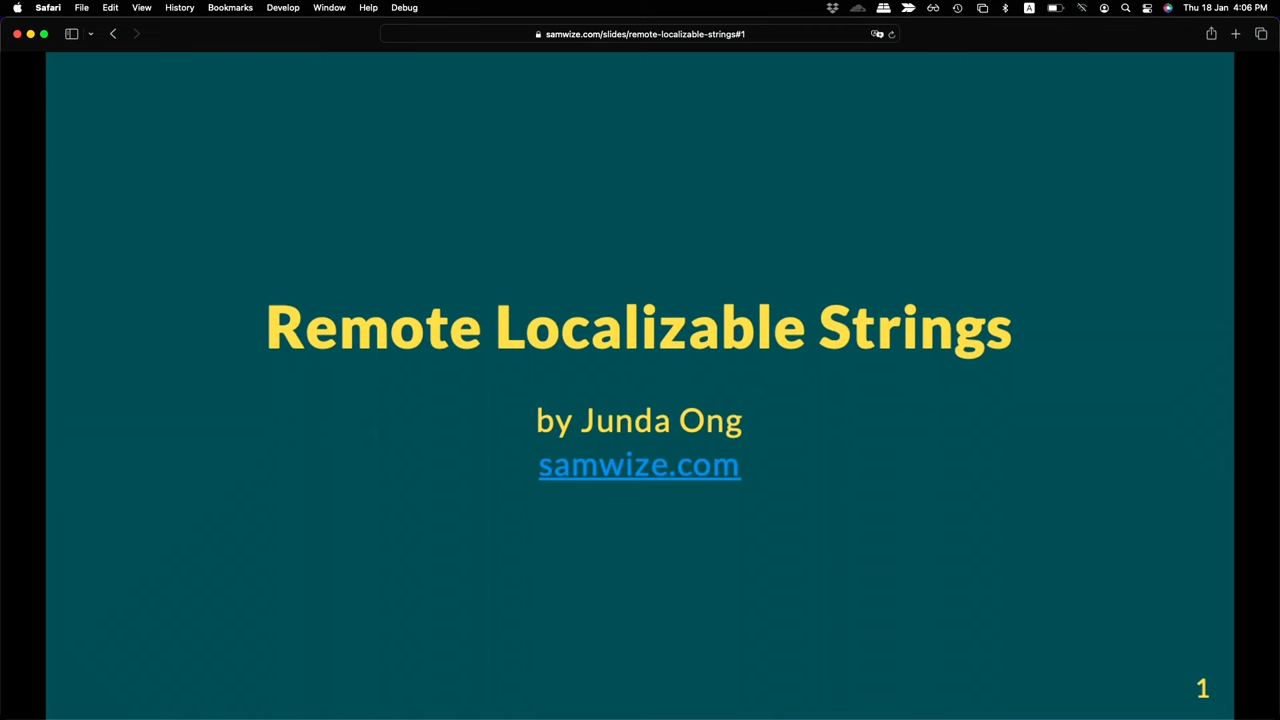 Safari File Edit View History Bookmarks Develop Window Help Debug A Thu 18 Jan 4:06 PM
samwize.com/slides/remote-localizable-strings#1
Remote Localizable Strings
by Junda Ong
samwize.com
1